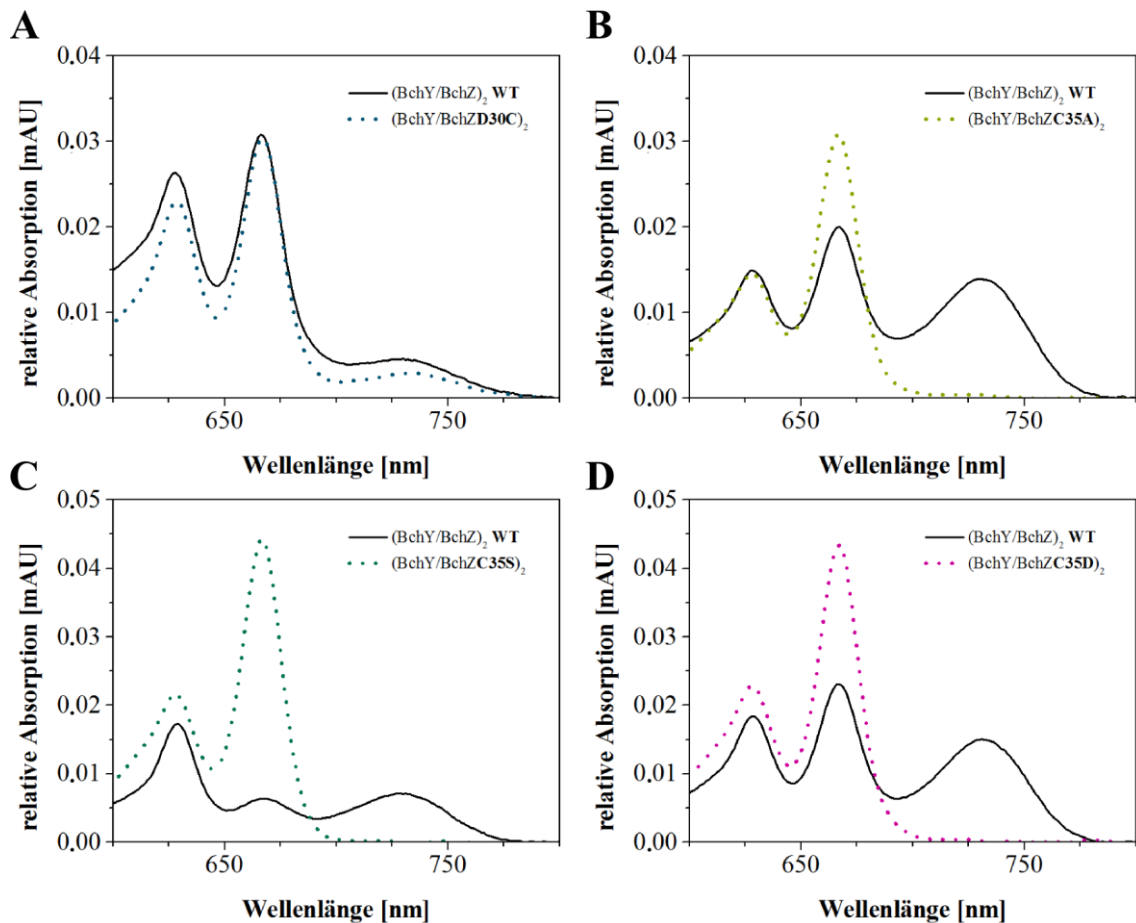 A
0.04
0.03
0.02
0.01
0.00
relative Absorption [mAU]
(BchY/BchZ)₂ WT
(BchY/BchZD30C)₂
650
750
Wellenlänge [nm]
B
0.04
0.03
0.02
0.01
0.00
relative Absorption [mAU]
(BchY/BchZ)₂ WT
(BchY/BchZC35A)₂
650
750
Wellenlänge [nm]
C
0.05
0.04
0.03
0.02
0.01
0.00
relative Absorption [mAU]
(BchY/BchZ)₂ WT
(BchY/BchZC35S)₂
650
750
Wellenlänge [nm]
D
0.05
0.04
0.03
0.02
0.01
0.00
relative Absorption [mAU]
(BchY/BchZ)₂ WT
(BchY/BchZC35D)₂
650
750
Wellenlänge [nm]